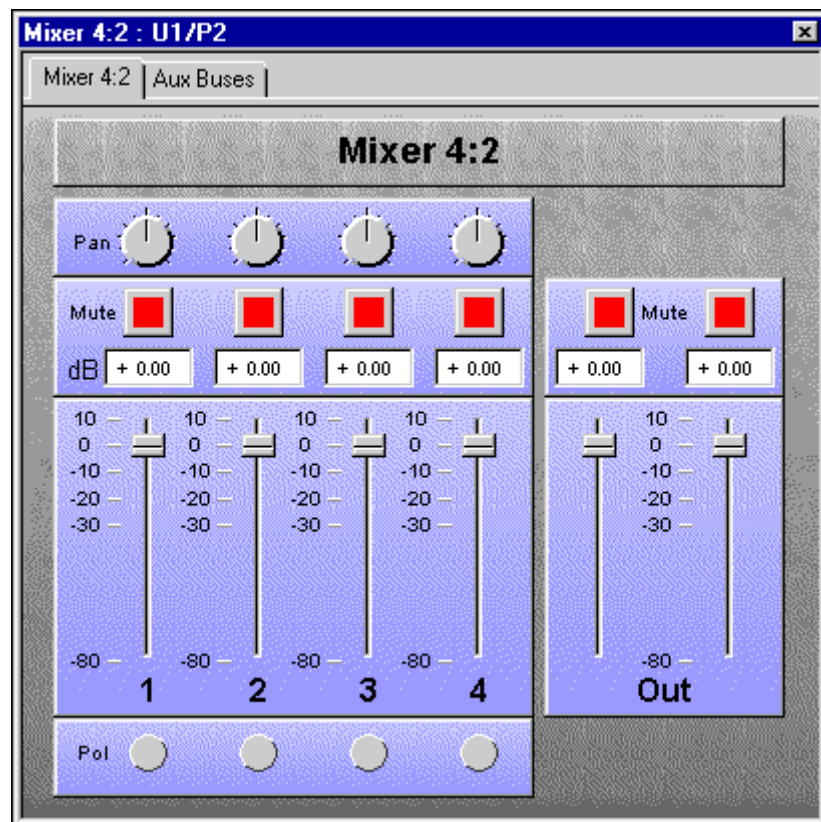 Mixer 4:2 : U1/P2
Mixer 4:2 Aux Buses
Mixer 4:2
Pan
Mute Mute
dB + 0.00 + 0.00 + 0.00 + 0.00 + 0.00 + 0.00
10 10 10 10 10
0 0 0 0 0
-10 -10 -10 -10 -10
-20 -20 -20 -20 -20
-30 -30 -30 -30 -30
-80 -80 -80 -80 -80
1 2 3 4 Out
Pol